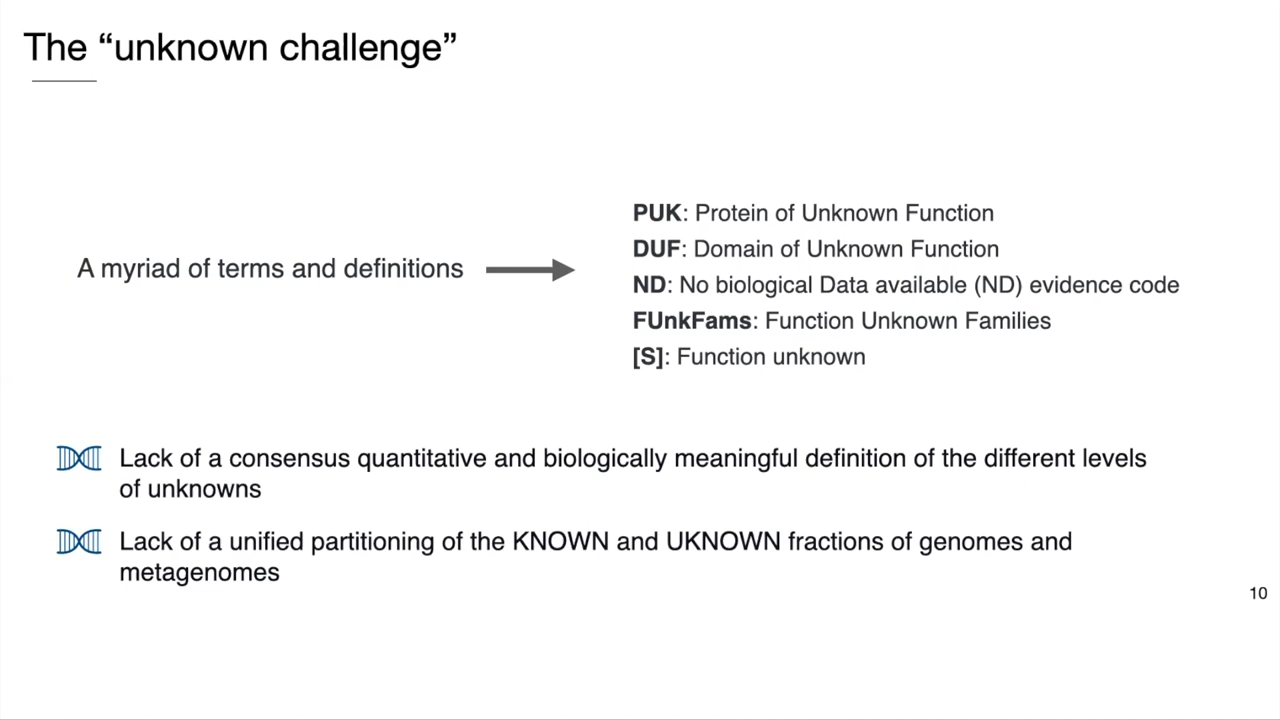 The “unknown challenge”
A myriad of terms and definitions
PUK: Protein of Unknown Function
DUF: Domain of Unknown Function
ND: No biological Data available (ND) evidence code
FUnkFams: Function Unknown Families
[S]: Function unknown
Lack of a consensus quantitative and biologically meaningful definition of the different levels
of unknowns
Lack of a unified partitioning of the KNOWN and UKNOWN fractions of genomes and
metagenomes
10